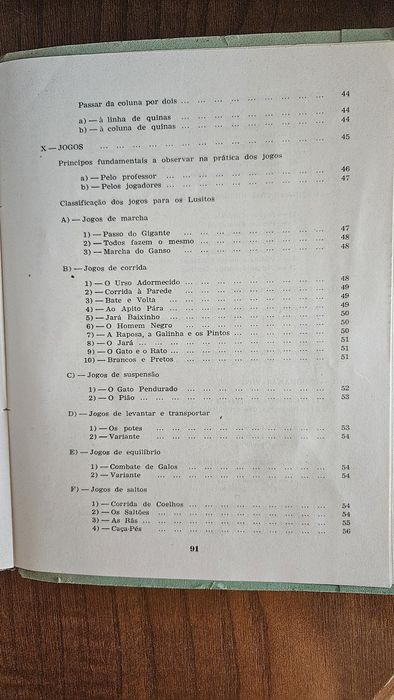 Passar da coluna por dois ... ... ... ... ... ... ... ... 44
a) — à linha de quinas ... ... ... ... ... ... ... ... 44
b) — à coluna de quinas ... ... ... ... ... ... ... ... 44
X — JOGOS ... ... ... ... ... ... ... ... ... ... ... ... 45
Princípos fundamentais a observar na prática dos jogos
a) — Pelo professor ... ... ... ... ... ... ... ... ... 46
b) — Pelos jogadores ... ... ... ... ... ... ... ... ... 47
Classificação dos jogos para os Lusitos
A) — Jogos de marcha
1) — Passo do Gigante ... ... ... ... ... ... ... ... 47
2) — Todos fazem o mesmo ... ... ... ... ... ... ... 48
3) — Marcha do Ganso ... ... ... ... ... ... ... ... 48
B) — Jogos de corrida
1) — O Urso Adormecido ... ... ... ... ... ... ... ... 48
2) — Corrida à Parede ... ... ... ... ... ... ... ... 49
3) — Bate e Volta ... ... ... ... ... ... ... ... ... 49
4) — Ao Apito Pára ... ... ... ... ... ... ... ... ... 49
5) — Jará Baixinho ... ... ... ... ... ... ... ... ... 50
6) — O Homem Negro ... ... ... ... ... ... ... ... 50
7) — A Raposa, a Galinha e os Pintos ... ... ... ... ... 50
8) — O Jará ... ... ... ... ... ... ... ... ... ... 51
9) — O Gato e o Rato ... ... ... ... ... ... ... ... 51
10) — Brancos e Pretos ... ... ... ... ... ... ... ... 51
C) — Jogos de suspensão
1) — O Gato Pendurado ... ... ... ... ... ... ... ... 52
2) — O Pião ... ... ... ... ... ... ... ... ... ... 53
D) — Jogos de levantar e transportar
1) — Os potes ... ... ... ... ... ... ... ... ... ... 53
2) — Variante ... ... ... ... ... ... ... ... ... ... 54
E) — Jogos de equilíbrio
1) — Combate de Galos ... ... ... ... ... ... ... ... 54
2) — Variante ... ... ... ... ... ... ... ... ... ... 54
F) — Jogos de saltos
1) — Corrida de Coelhos ... ... ... ... ... ... ... ... 54
2) — Os Saltões ... ... ... ... ... ... ... ... ... 54
3) — As Rãs ... ... ... ... ... ... ... ... ... ... 55
4) — Caça-Pés ... ... ... ... ... ... ... ... ... 56
91